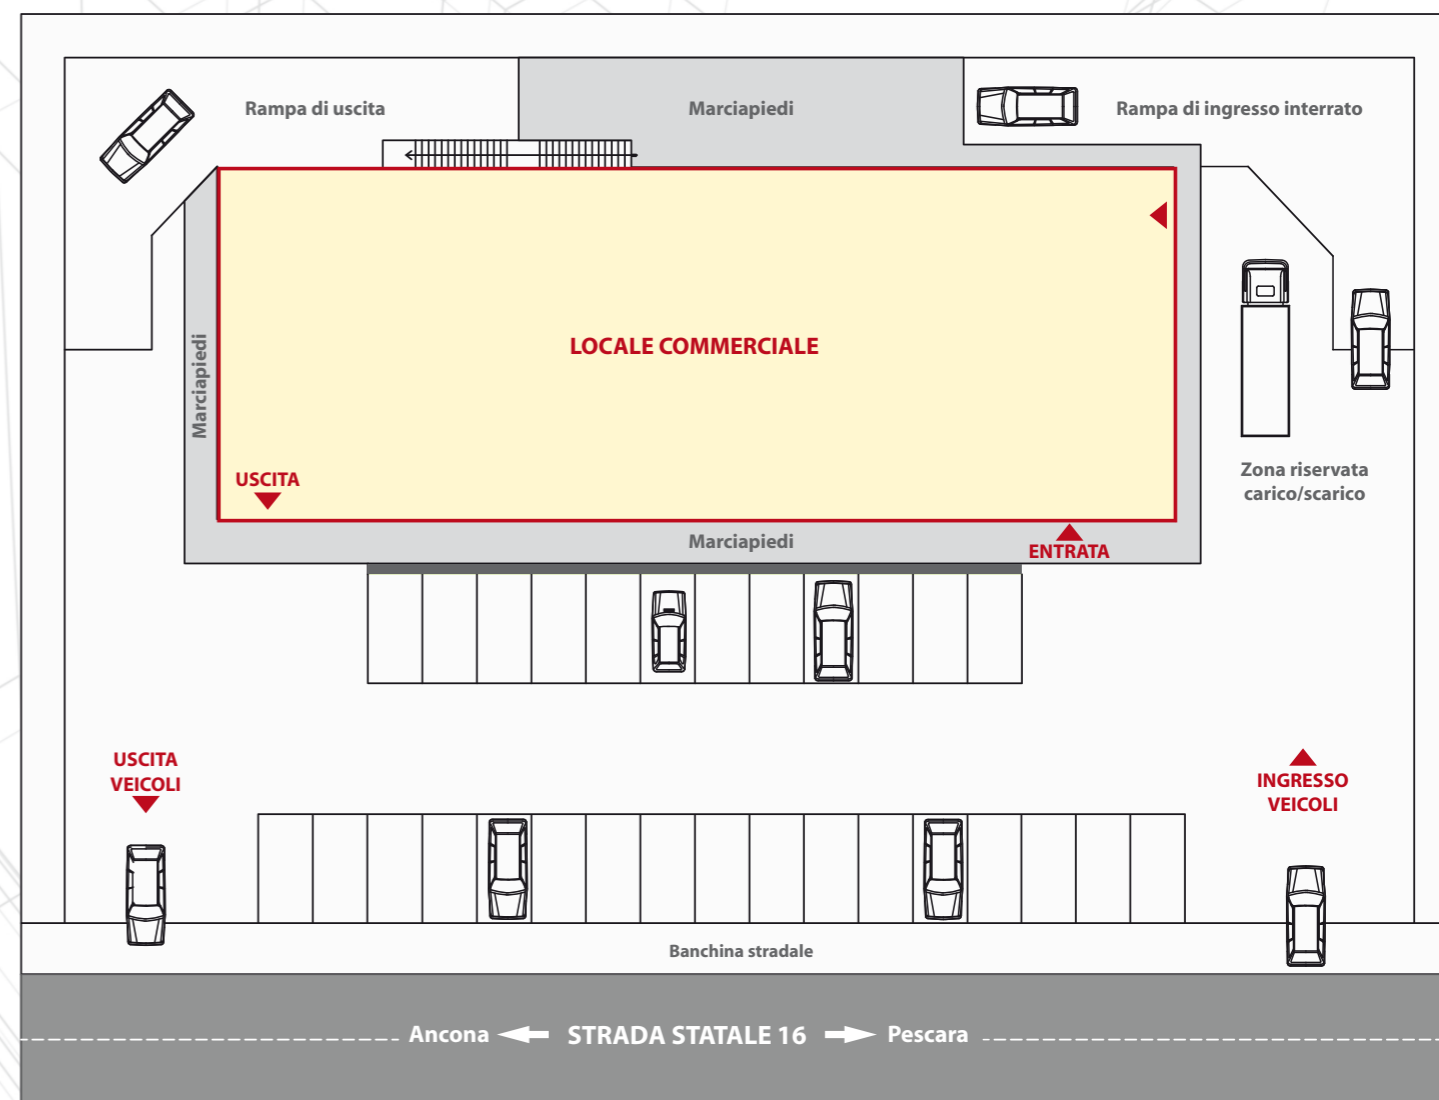 Rampa di uscita
Marciapiedi
Rampa di ingresso interrato
LOCALE COMMERCIALE
Marciapiedi
Zona riservata
carico/scarico
USCITA
Marciapiedi
ENTRATA
USCITA
VEICOLI
INGRESSO
VEICOLI
Banchina stradale
Ancona STRADA STATALE 16 Pescara